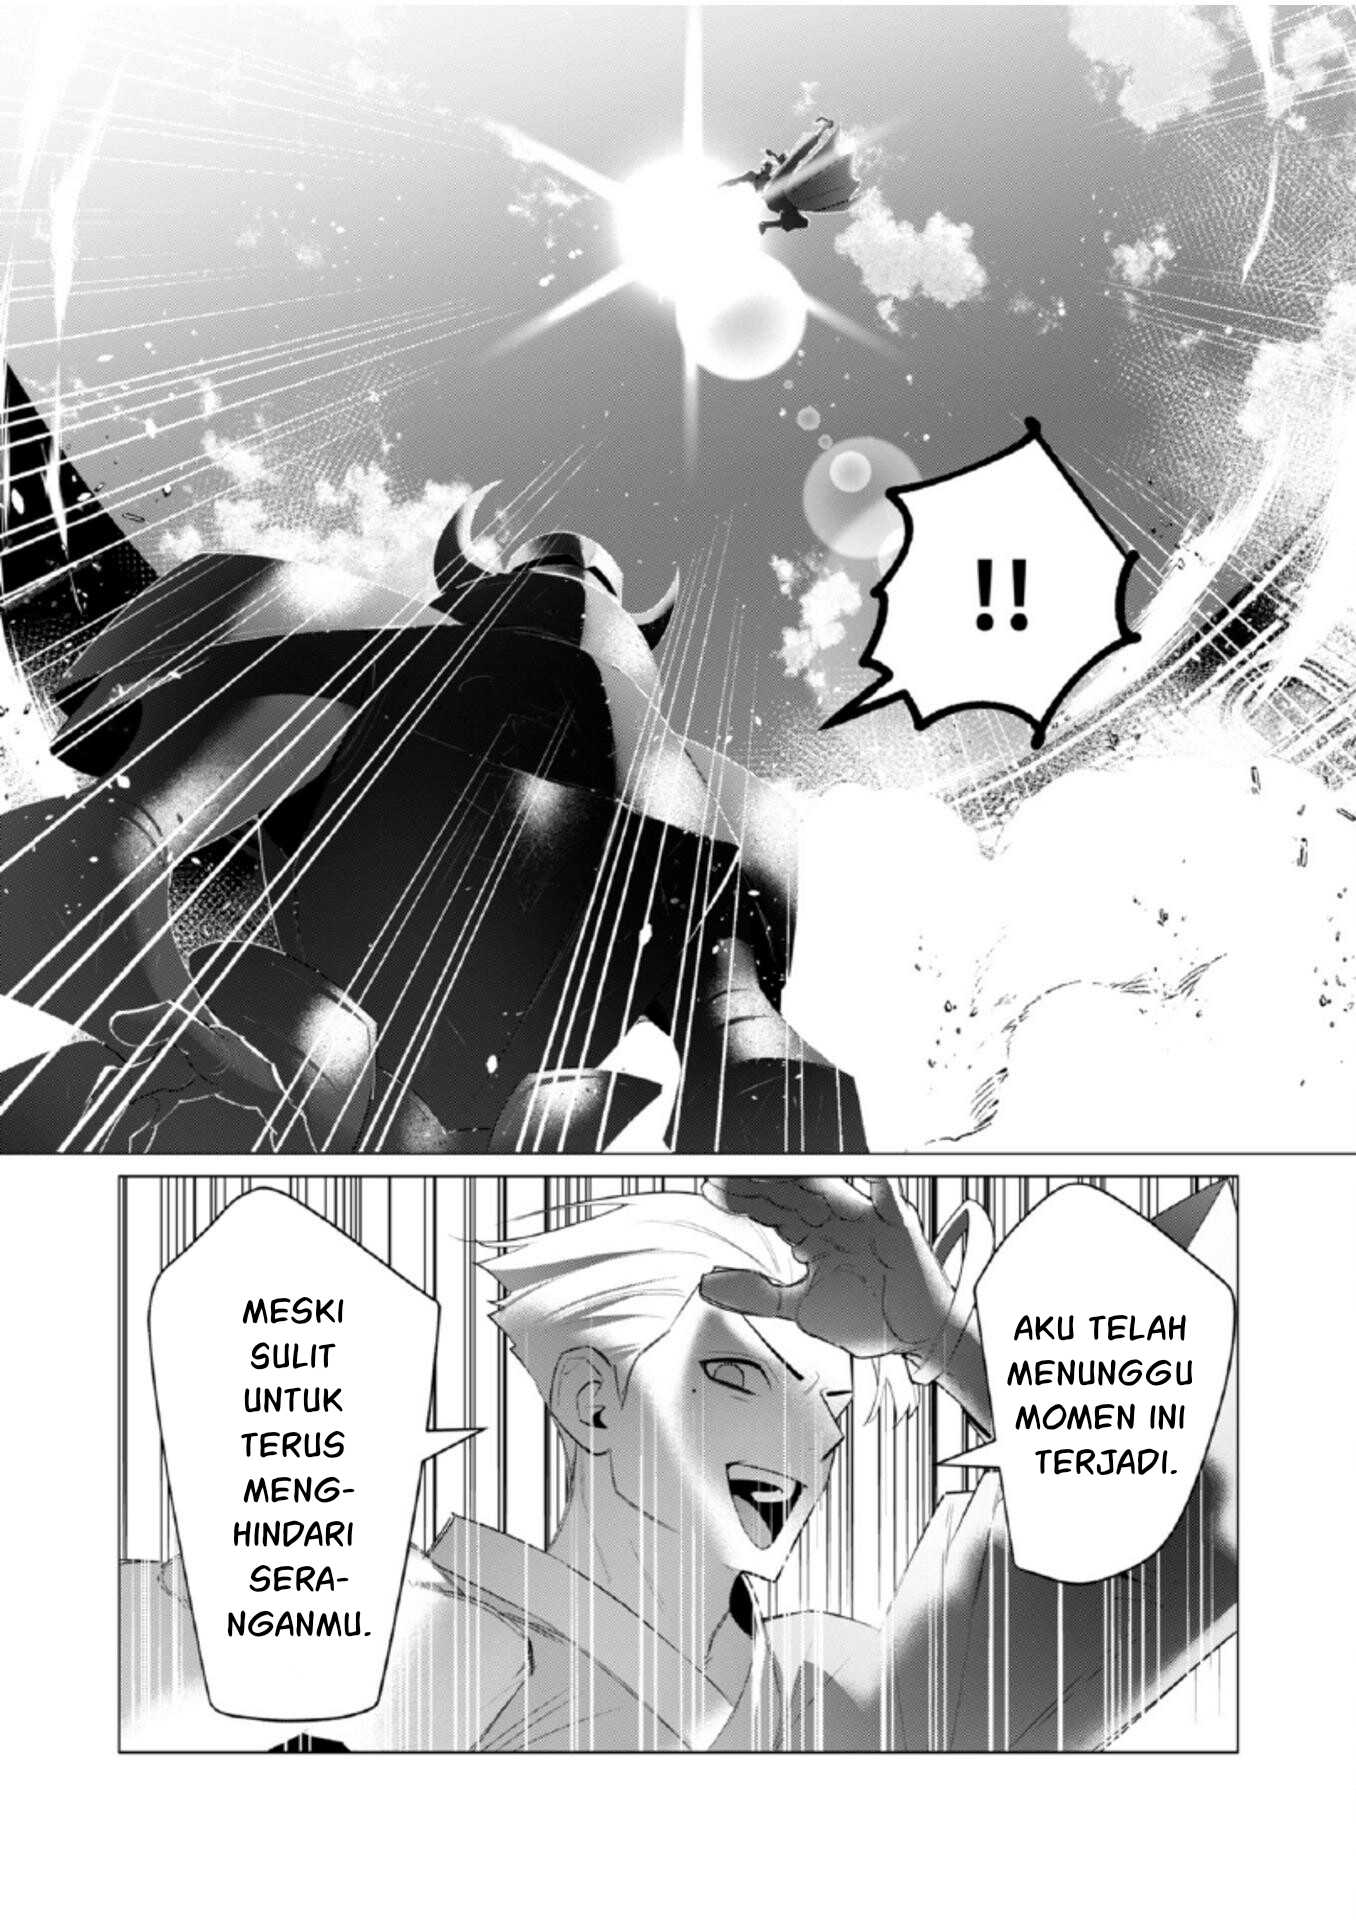 !!
AKU TELAH
MENUNGGU
MOMEN INI
TERJADI.
MESKI
SULIT
UNTUK
TERUS
MENG-
HINDARI
SERA-
NGANMU.